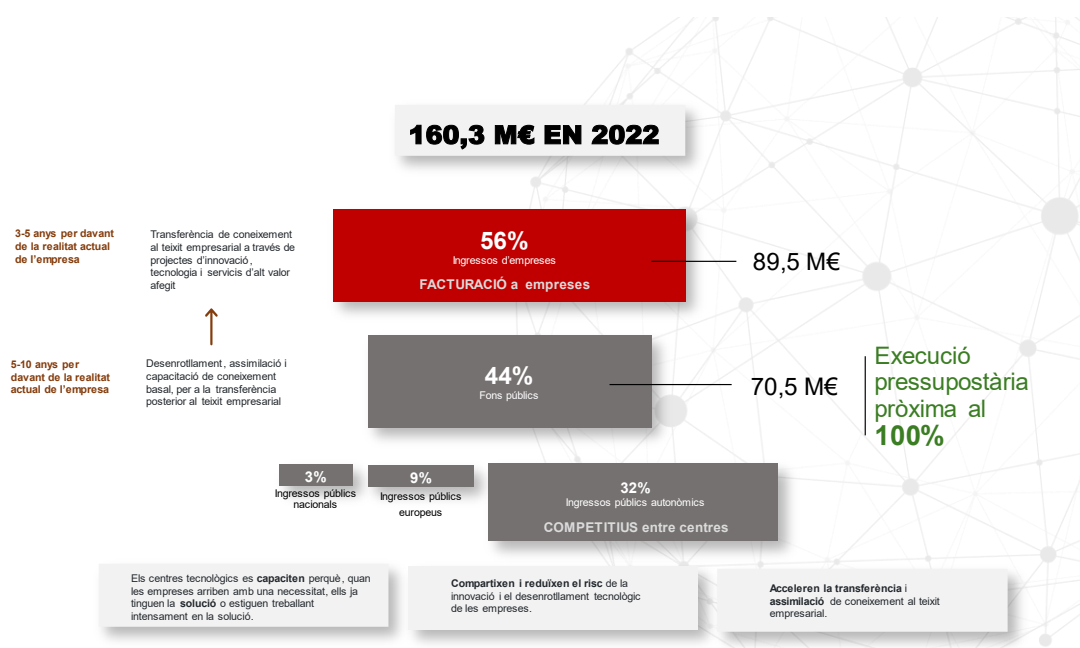 160,3 M€ EN 2022
3-5 anys per davant
de la realitat actual
de l'empresa
Transferència de coneixement
al teixit empresarial a través de
projectes d'innovació,
tecnologia i servicis d'alt valor
afegit
56%
Ingressos d'empreses
FACTURACIÓ a empreses
89,5 M€
5-10 anys per
davant de la realitat
actual de l'empresa
Desenrotllament, assimilació i
capacitació de coneixement
basal, per a la transferència
posterior al teixit empresarial
44%
Fons públics
70,5 M€
Execució
pressupostària
pròxima al
100%
3%
Ingressos públics
nacionals
9%
Ingressos públics
europeus
32%
Ingressos públics autonòmics
COMPETITIUS entre centres
Els centres tecnològics es capaciten perquè, quan
les empreses arriben amb una necessitat, ells ja
tinguen la solució o estiguen treballant
intensament en la solució.
Compartixen i reduïxen el risc de la
innovació i el desenrotllament tecnològic
de les empreses.
Acceleren la transferència i
assimilació de coneixement al teixit
empresarial.